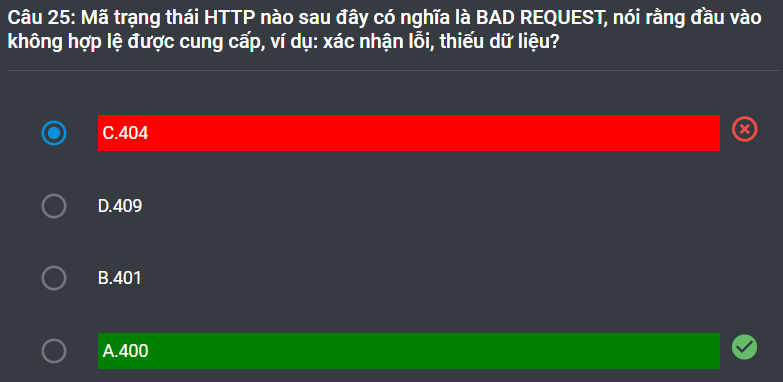 Câu 25: Mã trạng thái HTTP nào sau đây có nghĩa là BAD REQUEST, nói rằng đầu vào
không hợp lệ được cung cấp, ví dụ: xác nhận lỗi, thiếu dữ liệu?
C.404
D.409
B.401
A.400